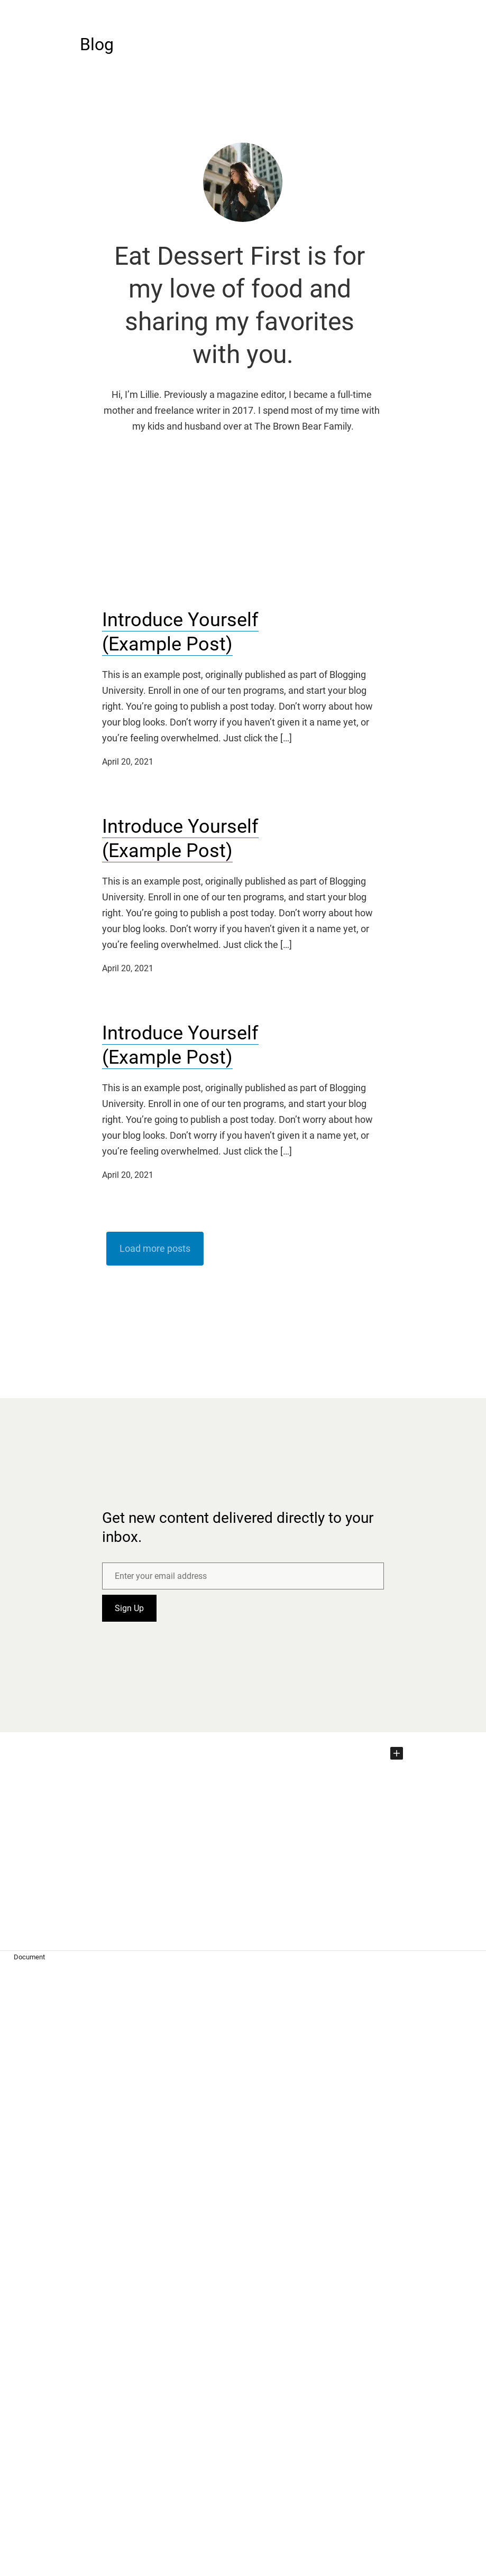 Blog
Eat Dessert First is for
my love of food and
sharing my favorites
with you.
Hi, I’m Lillie. Previously a magazine editor, I became a full-time
mother and freelance writer in 2017. I spend most of my time with
my kids and husband over at The Brown Bear Family.
Introduce Yourself
(Example Post)
This is an example post, originally published as part of Blogging
University. Enroll in one of our ten programs, and start your blog
right. You’re going to publish a post today. Don’t worry about how
your blog looks. Don’t worry if you haven’t given it a name yet, or
you’re feeling overwhelmed. Just click the […]
April 20, 2021
Introduce Yourself
(Example Post)
This is an example post, originally published as part of Blogging
University. Enroll in one of our ten programs, and start your blog
right. You’re going to publish a post today. Don’t worry about how
your blog looks. Don’t worry if you haven’t given it a name yet, or
you’re feeling overwhelmed. Just click the […]
April 20, 2021
Introduce Yourself
(Example Post)
This is an example post, originally published as part of Blogging
University. Enroll in one of our ten programs, and start your blog
right. You’re going to publish a post today. Don’t worry about how
your blog looks. Don’t worry if you haven’t given it a name yet, or
you’re feeling overwhelmed. Just click the […]
April 20, 2021
Load more posts
Get new content delivered directly to your
inbox.
Enter your email address
Sign Up
Document